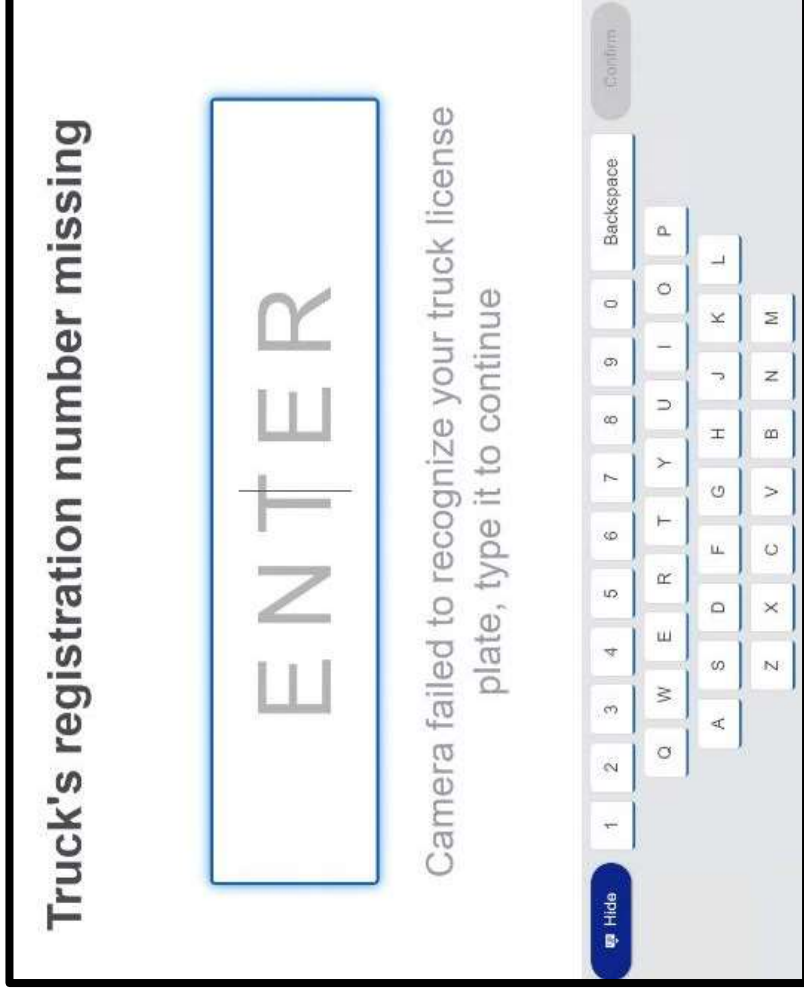 Truck's registration number missing
ENTER
Camera failed to recognize your truck license
plate, type it to continue
Hide 1 2 3 4 5 6 7 8 9 0 Backspace Confirm
Q W E R T Y U I O P
A S D F G H J K L
Z X C V B N M